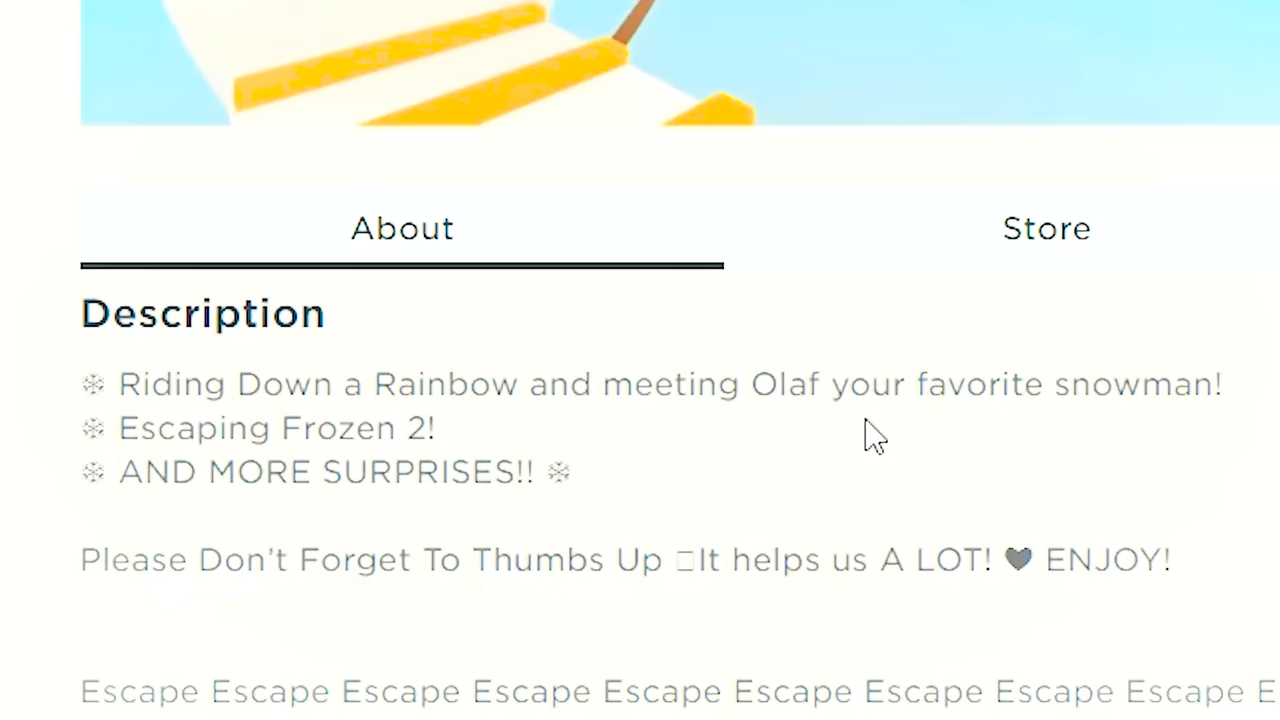 About
Store
Description
❄ Riding Down a Rainbow and meeting Olaf your favorite snowman!
❄ Escaping Frozen 2!
❄ AND MORE SURPRISES!! ❄
Please Don't Forget To Thumbs Up □It helps us A LOT! ♥ ENJOY!
Escape Escape Escape Escape Escape Escape Escape Escape Escape E